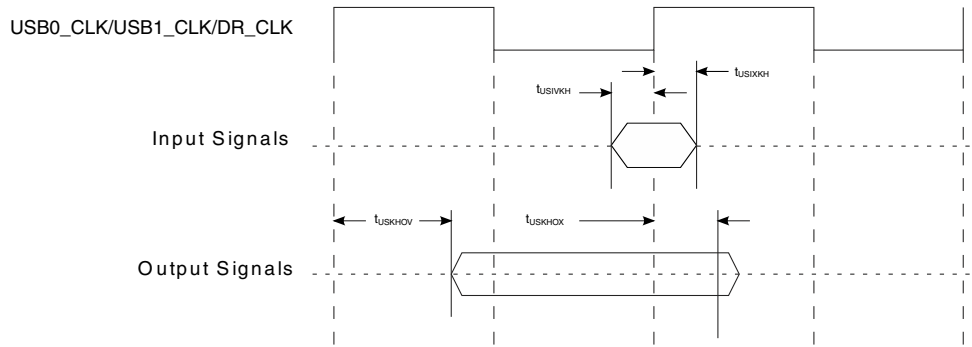 USB0_CLK/USB1_CLK/DR_CLK
tUSIXKH
tUSIVKH
Input Signals
tUSKHOV
tUSKHOX
Output Signals